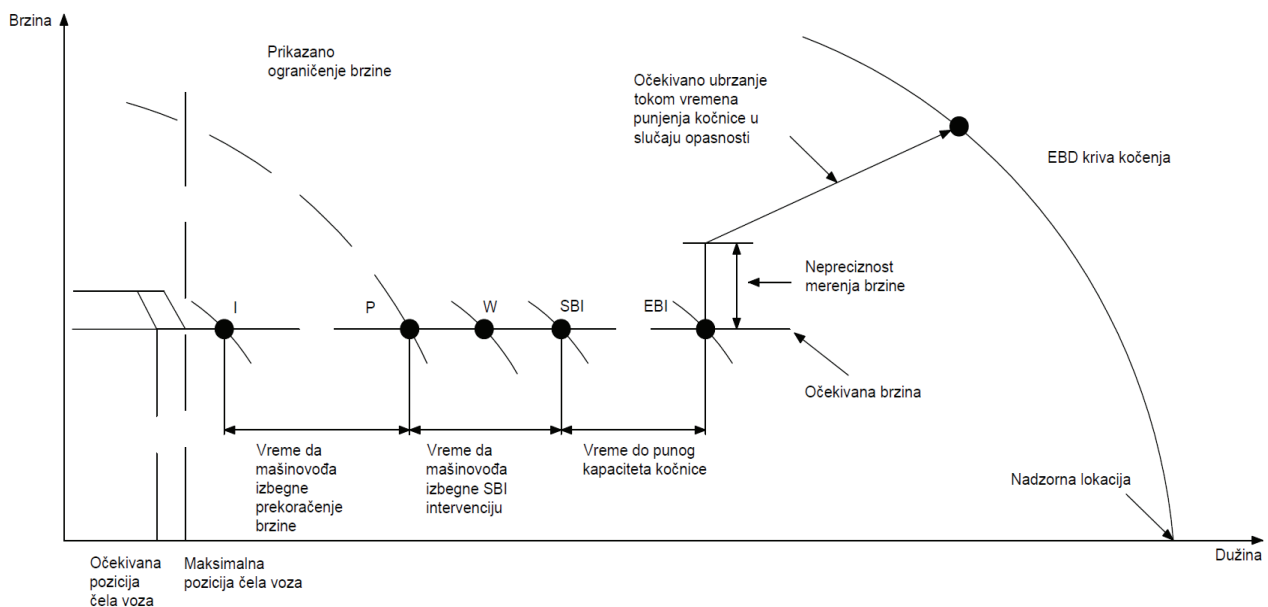 Brzina
Prikazano
ograničenje brzine
Očekivano ubrzanje
tokom vremena
punjenja kočnice u
slučaju opasnosti
EBD kriva kočenja
Nepreciznost
merenja brzine
I
P
W
SBI
EBI
Očekivana brzina
Vreme da
mašinovođa
izbegne
prekoračenje
brzine
Vreme da
mašinovođa
izbegne SBI
intervenciju
Vreme do punog
kapaciteta kočnice
Nadzorna lokacija
Dužina
Očekivana
pozicija
čela voza
Maksimalna
pozicija čela voza